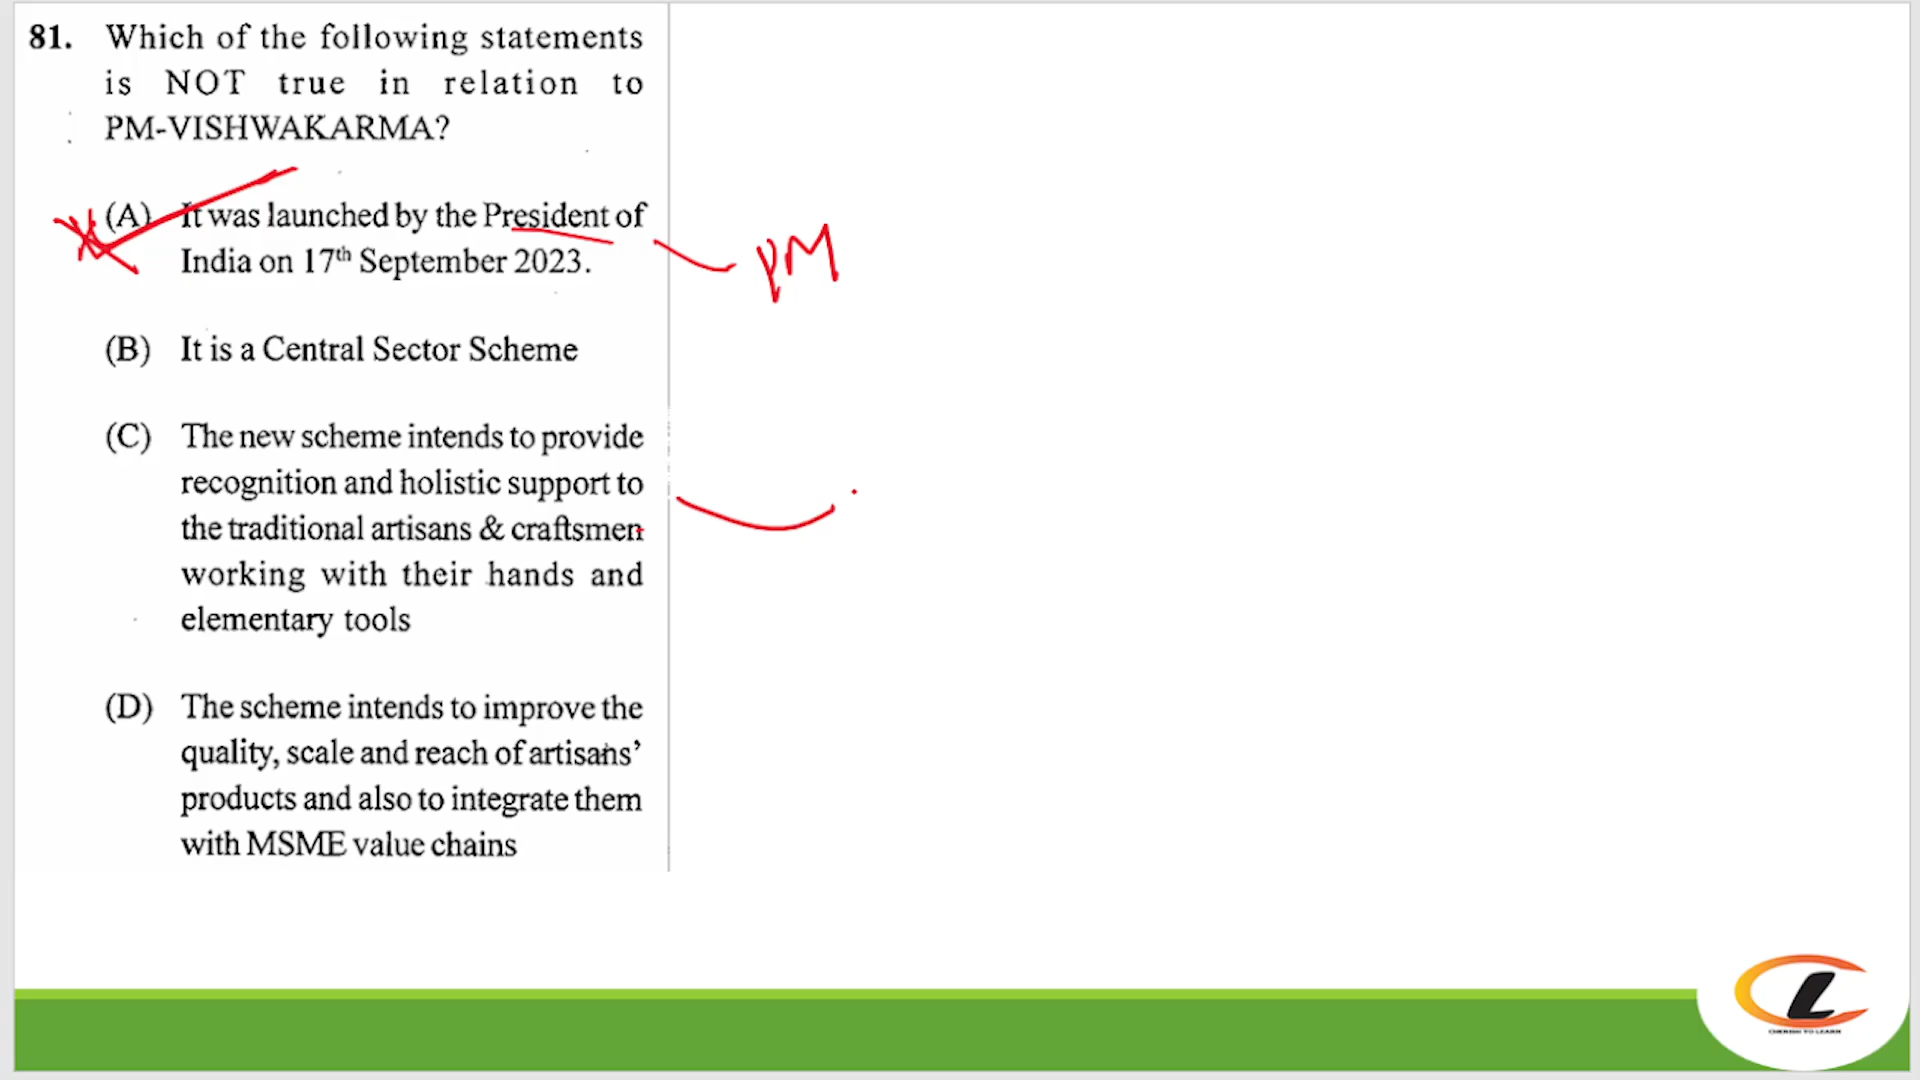 81. Which of the following statements
is NOT true in relation to
PM-VISHWAKARMA?
(A) It was launched by the President of
India on 17th September 2023.
PM
(B) It is a Central Sector Scheme
(C) The new scheme intends to provide
recognition and holistic support to
the traditional artisans & craftsmen
working with their hands and
elementary tools
(D) The scheme intends to improve the
quality, scale and reach of artisans'
products and also to integrate them
with MSME value chains
CL
CHERISH TO LEARN